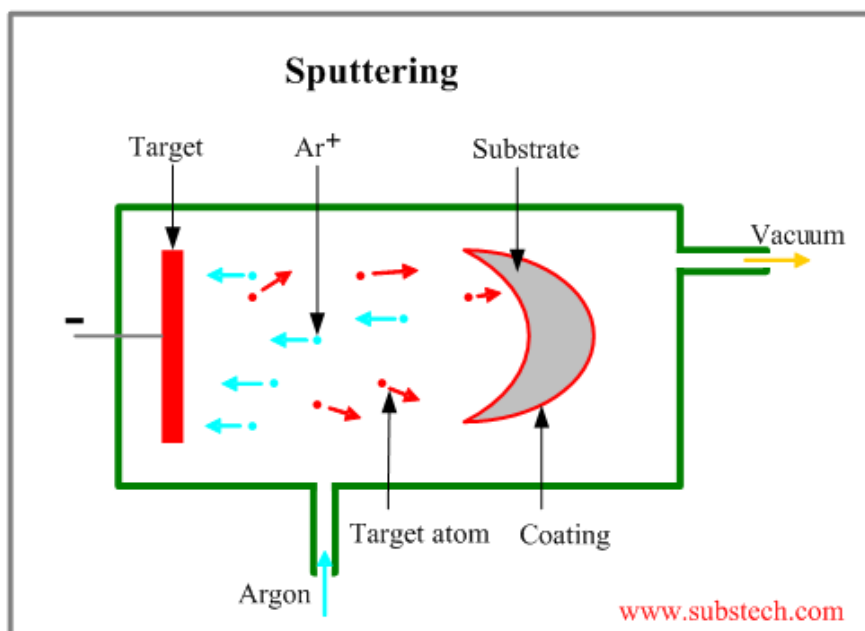 Sputtering
Target
Ar+
Substrate
Vacuum
-
Target atom
Coating
Argon
www.substech.com